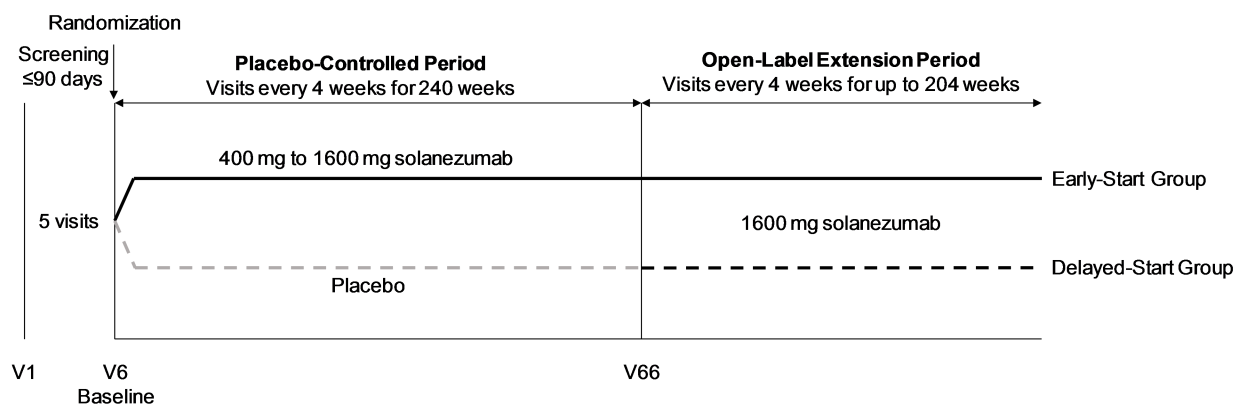 Randomization
Screening
≤90 days
Placebo-Controlled Period
Visits every 4 weeks for 240 weeks
Open-Label Extension Period
Visits every 4 weeks for up to 204 weeks
400 mg to 1600 mg solanezumab
Early-Start Group
5 visits
1600 mg solanezumab
Placebo
Delayed-Start Group
V1
V6
Baseline
V66